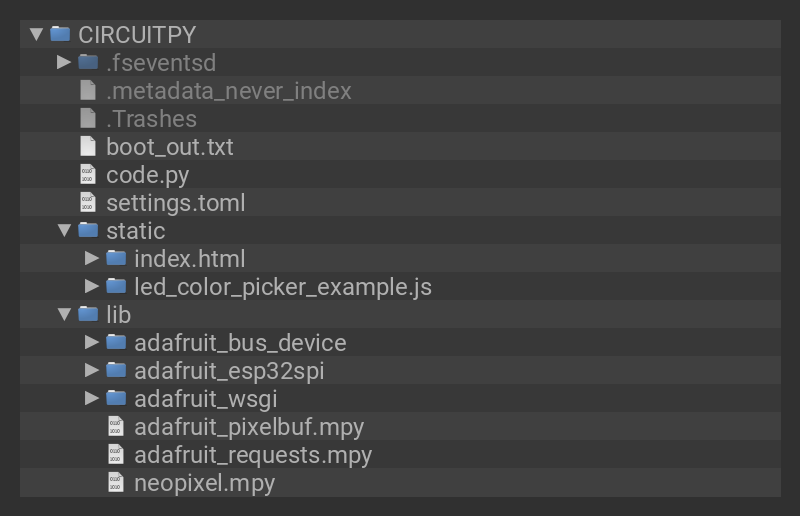 CIRCUITPY
.fseventsd
.metadata_never_index
.Trashes
boot_out.txt
code.py
settings.toml
static
index.html
led_color_picker_example.js
lib
adafruit_bus_device
adafruit_esp32spi
adafruit_wsgi
adafruit_pixelbuf.mpy
adafruit_requests.mpy
neopixel.mpy